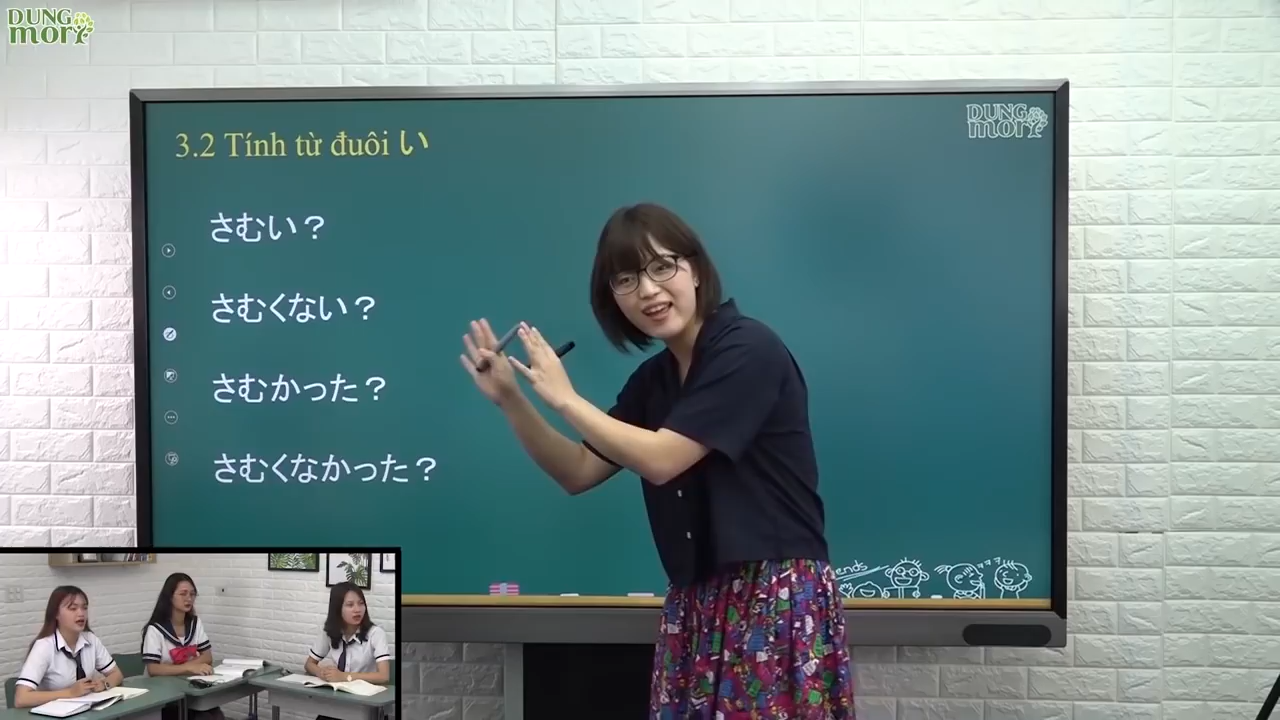 DUNG
mori
DUNG
mori
3.2 Tính từ đuôi い
さむい？
さむくない？
さむかった？
さむくなかった？
ends